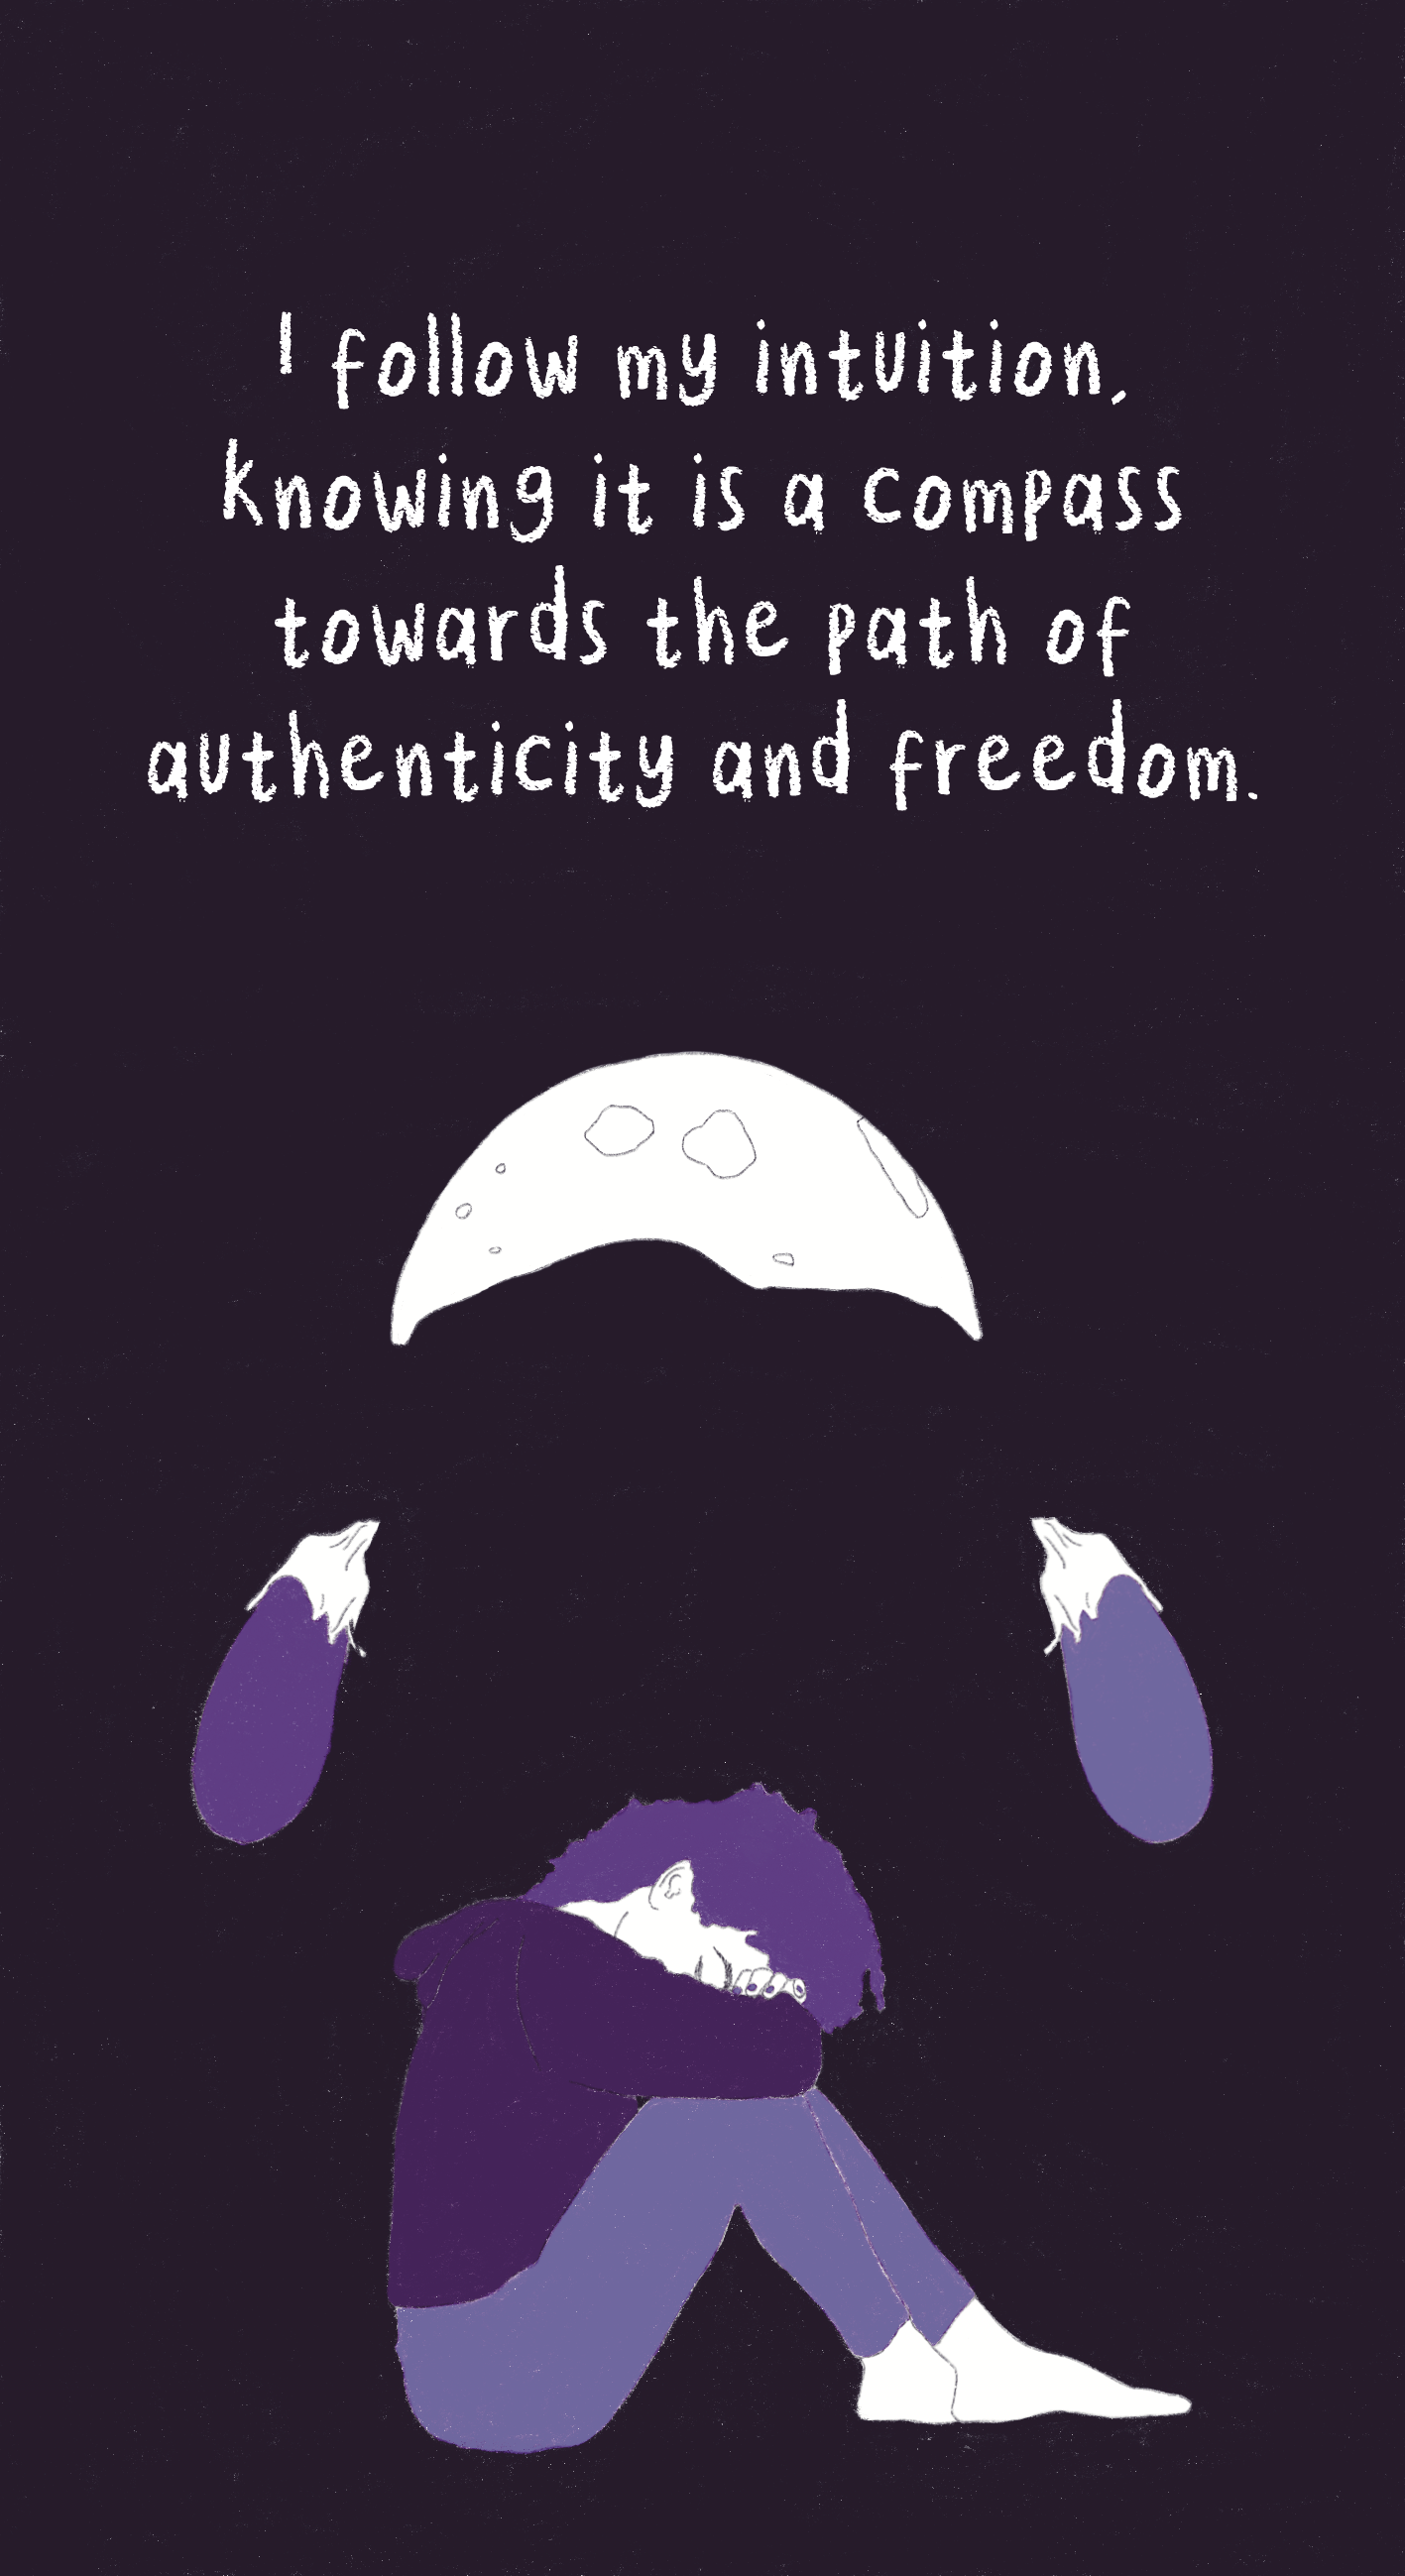 I follow my intuition,
knowing it is a compass
towards the path of
authenticity and freedom.